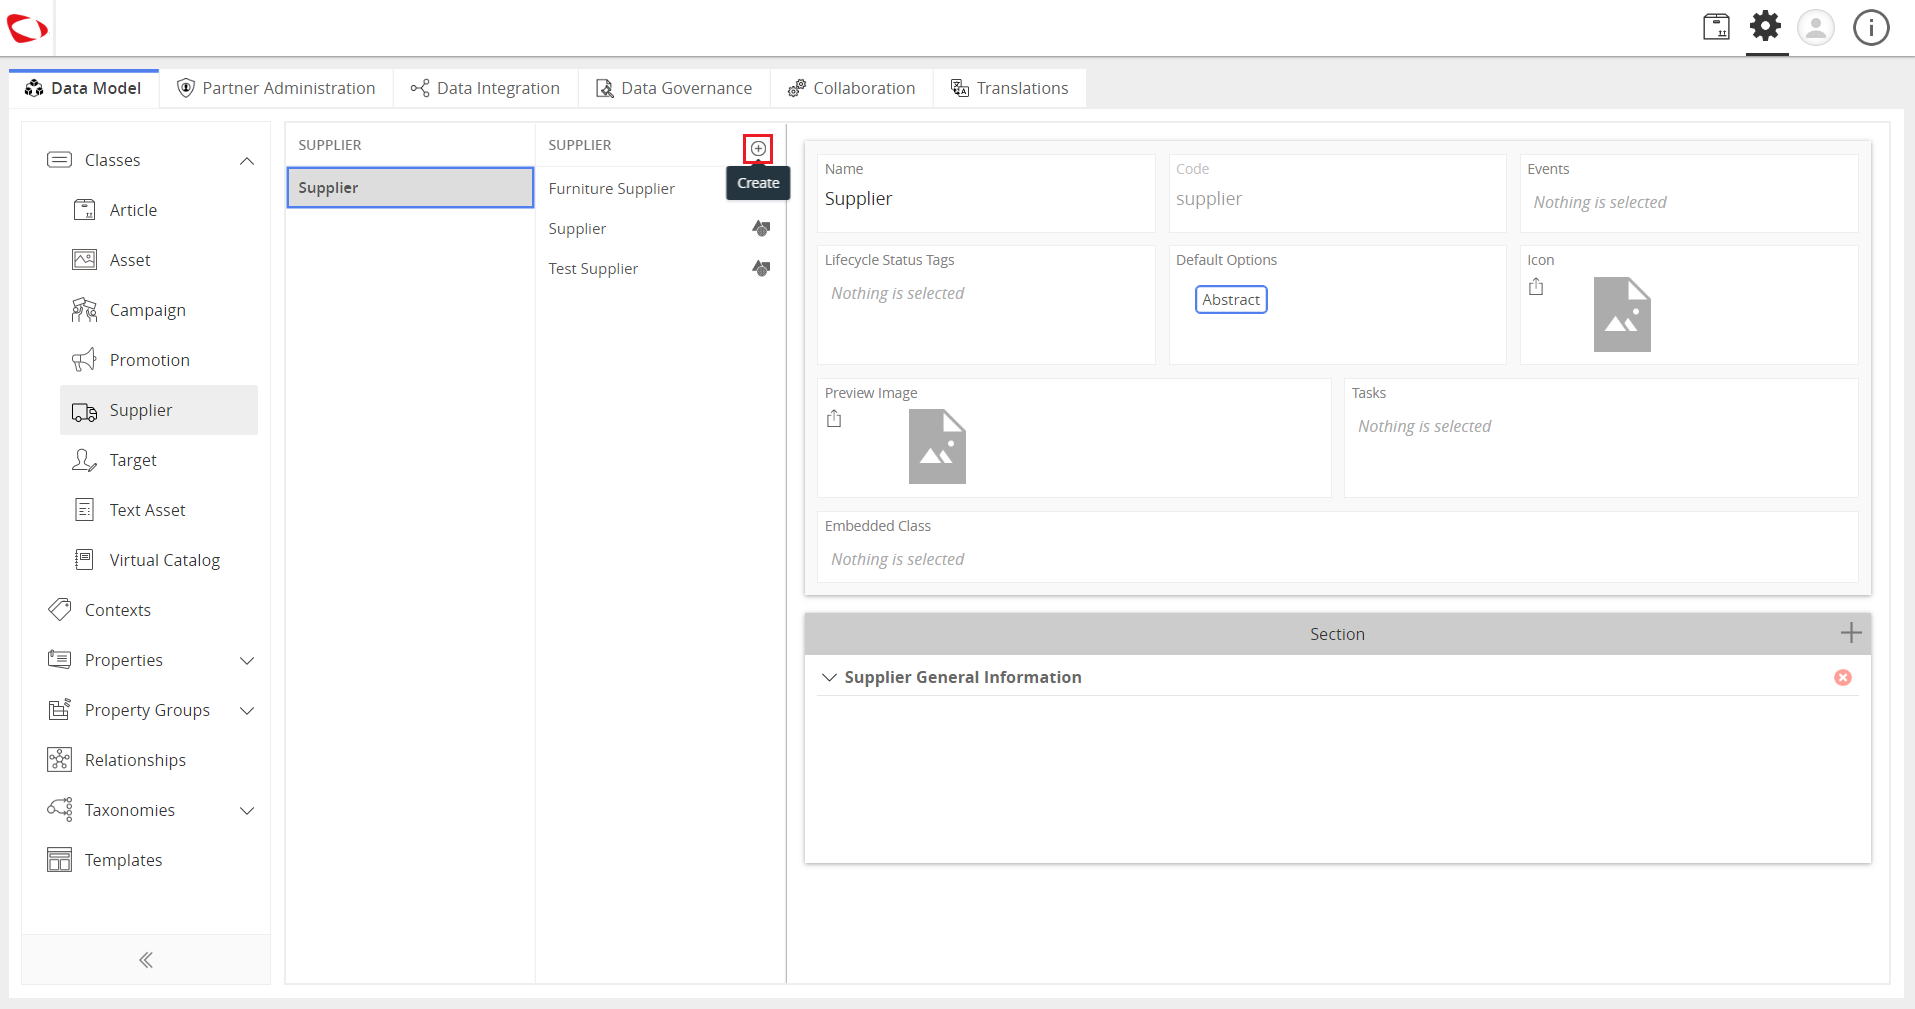 Data Model
Partner Administration
Data Integration
Data Governance
Collaboration
Translations
Classes
Article
Asset
Campaign
Promotion
Supplier
Target
Text Asset
Virtual Catalog
Contexts
Properties
Property Groups
Relationships
Taxonomies
Templates
SUPPLIER
Supplier
SUPPLIER
Create
Furniture Supplier
Supplier
Test Supplier
Name
Supplier
Code
supplier
Events
Nothing is selected
Lifecycle Status Tags
Nothing is selected
Default Options
Abstract
Icon
Preview Image
Tasks
Nothing is selected
Embedded Class
Nothing is selected
Section
Supplier General Information